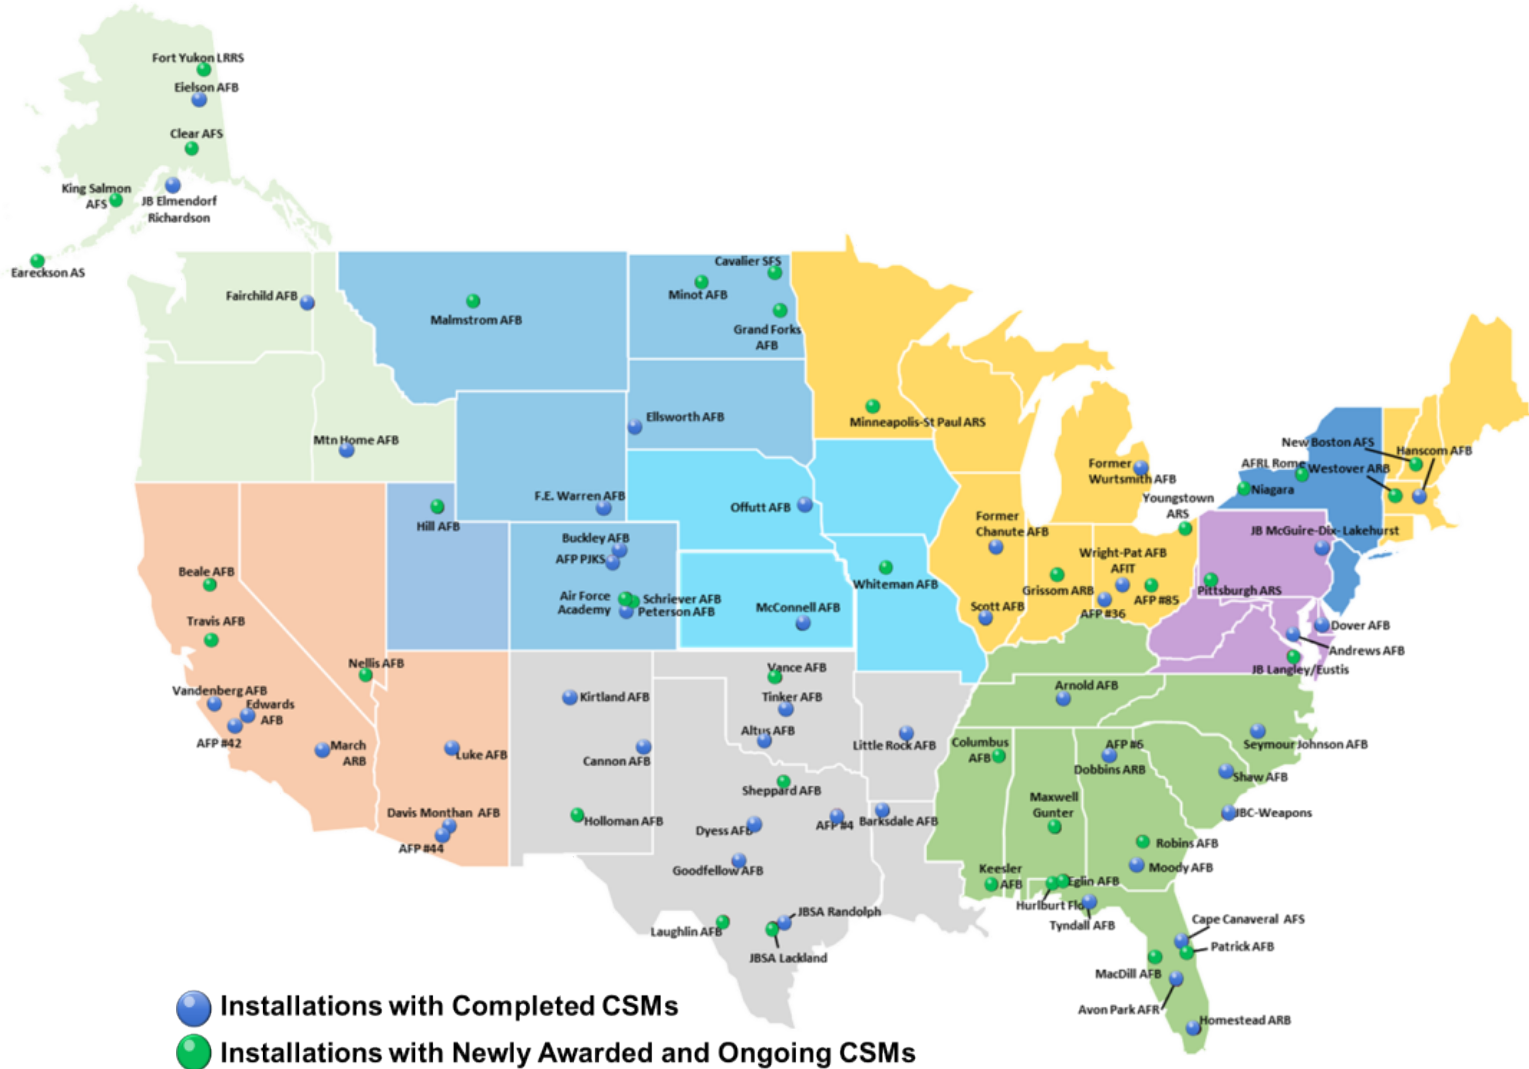 Fort Yukon LRRS
Eielson AFB
Clear AFS
King Salmon
AFS
JB Elmendorf
Richardson
Eareckson AS
Fairchild AFB
Mtn Home AFB
Malmstrom AFB
Cavalier SFS
Minot AFB
Grand Forks
AFB
Ellsworth AFB
F.E. Warren AFB
Hill AFB
Buckley AFB
AFP PJKS
Air Force
Academy
Schriever AFB
Peterson AFB
Offutt AFB
McConnell AFB
Whiteman AFB
Minneapolis-St Paul ARS
Former
Wurtsmith AFB
Former
Chanute AFB
Scott AFB
Grissom ARB
Wright-Pat AFB
AFIT
AFP #36
AFP #85
Youngstown
ARS
New Boston AFS
Hanscom AFB
AFRL Rome
Westover ARB
Niagara
JB McGuire-Dix-Lakehurst
Pittsburgh ARS
Dover AFB
Andrews AFB
JB Langley/Eustis
Beale AFB
Travis AFB
Nellis AFB
Vandenberg AFB
Edwards
AFB
AFP #42
March
ARB
Luke AFB
Davis Monthan AFB
AFP #44
Kirtland AFB
Cannon AFB
Holloman AFB
Vance AFB
Tinker AFB
Altus AFB
Little Rock AFB
Sheppard AFB
Dyess AFB
AFP #4
Barksdale AFB
Goodfellow AFB
Laughlin AFB
JBSA Randolph
JBSA Lackland
Arnold AFB
Columbus
AFB
AFP #6
Dobbins ARB
Seymour Johnson AFB
Shaw AFB
JBC-Weapons
Maxwell
Gunter
Robins AFB
Moody AFB
Keesler
AFB
Eglin AFB
Hurlburt Fld
Tyndall AFB
Cape Canaveral AFS
Patrick AFB
MacDill AFB
Avon Park AFR
Homestead ARB
Installations with Completed CSMs
Installations with Newly Awarded and Ongoing CSMs